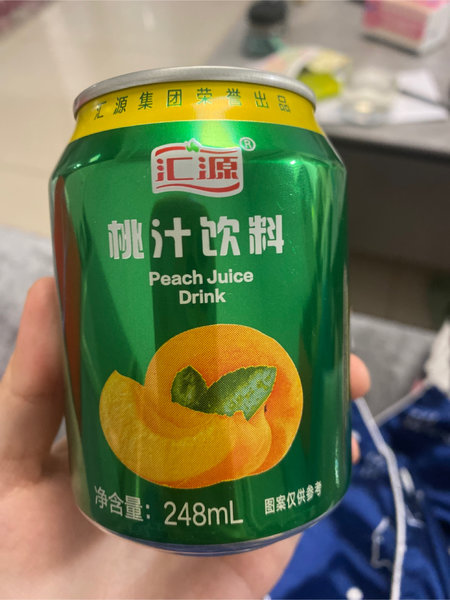 汇源集团荣誉出品
汇源®
桃汁饮料
Peach Juice
Drink
净含量：248mL
图案仅供参考